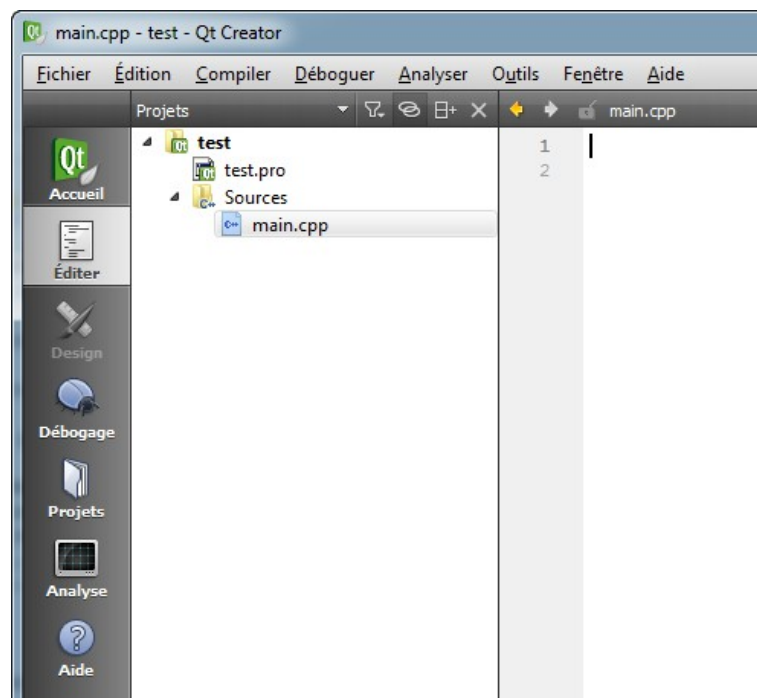 main.cpp - test - Qt Creator
Fichier Édition Compiler Déboguer Analyser Outils Fenêtre Aide
Projets main.cpp
Qt
Accueil
Éditer
Design
Débogage
Projets
Analyse
Aide
test
test.pro
Sources
main.cpp
1
2